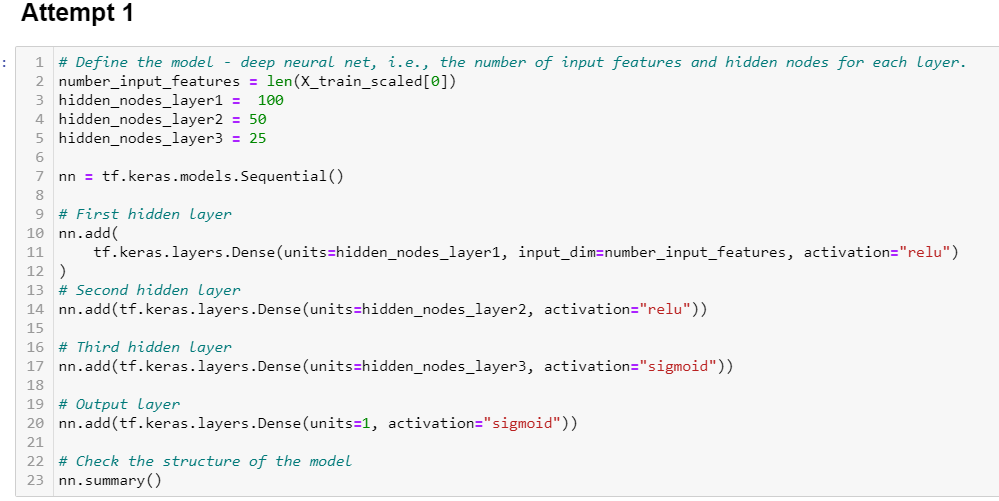 Attempt 1
:
1 # Define the model - deep neural net, i.e., the number of input features and hidden nodes for each layer.
2 number_input_features = len(X_train_scaled[0])
3 hidden_nodes_layer1 =  100
4 hidden_nodes_layer2 = 50
5 hidden_nodes_layer3 = 25
6
7 nn = tf.keras.models.Sequential()
8
9 # First hidden layer
10 nn.add(
11     tf.keras.layers.Dense(units=hidden_nodes_layer1, input_dim=number_input_features, activation="relu")
12 )
13 # Second hidden layer
14 nn.add(tf.keras.layers.Dense(units=hidden_nodes_layer2, activation="relu"))
15
16 # Third hidden layer
17 nn.add(tf.keras.layers.Dense(units=hidden_nodes_layer3, activation="sigmoid"))
18
19 # Output layer
20 nn.add(tf.keras.layers.Dense(units=1, activation="sigmoid"))
21
22 # Check the structure of the model
23 nn.summary()